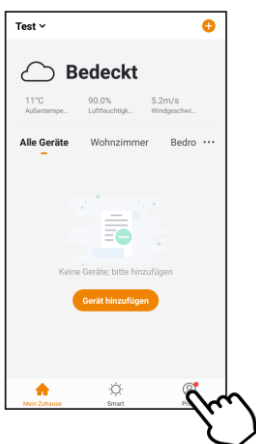 Test
Bedeckt
11°C 90.0% 5.2m/s
Außentempe... Luftfeuchtigk... Windgeschwei...
Alle Geräte Wohnzimmer Bedro ...
Keine Geräte; bitte hinzufügen
Gerät hinzufügen
Mein Zuhause Smart